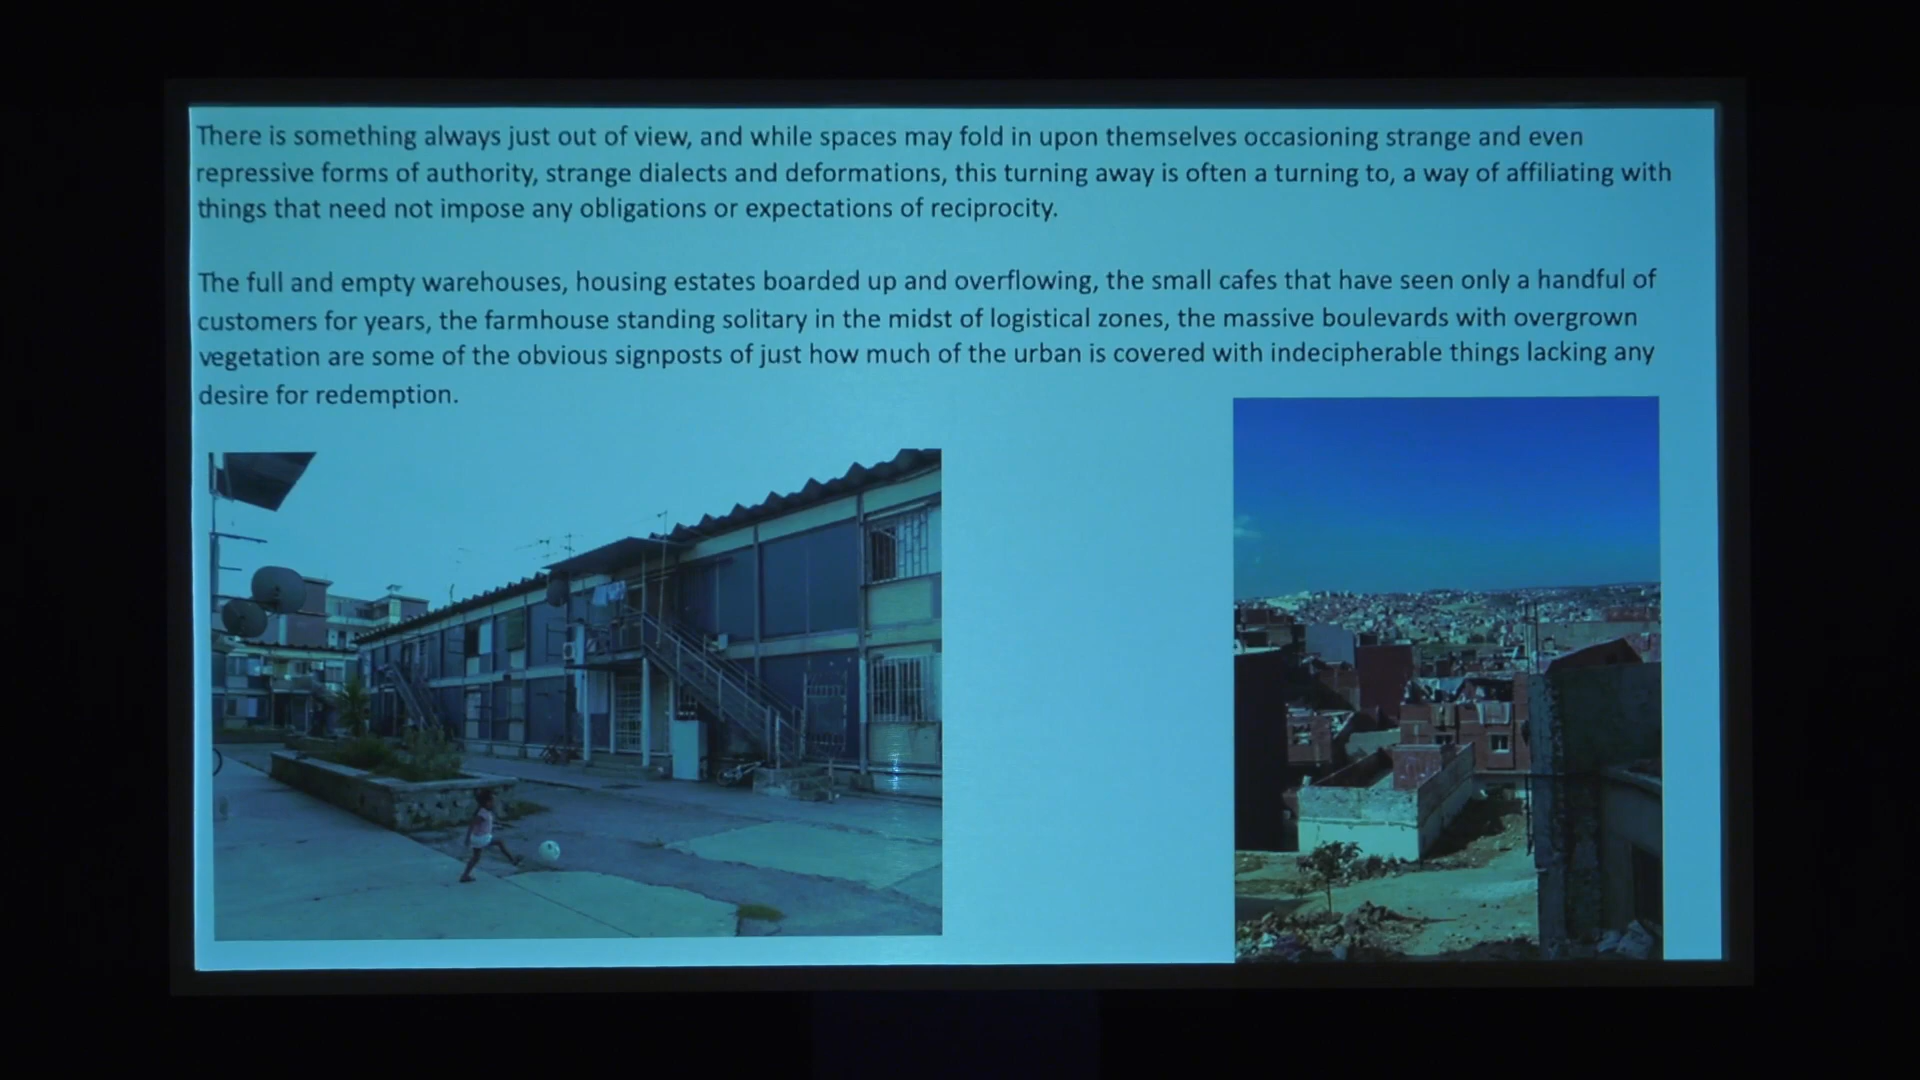 There is something always just out of view, and while spaces may fold in upon themselves occasioning strange and even
repressive forms of authority, strange dialects and deformations, this turning away is often a turning to, a way of affiliating with
things that need not impose any obligations or expectations of reciprocity.
The full and empty warehouses, housing estates boarded up and overflowing, the small cafes that have seen only a handful of
customers for years, the farmhouse standing solitary in the midst of logistical zones, the massive boulevards with overgrown
vegetation are some of the obvious signposts of just how much of the urban is covered with indecipherable things lacking any
desire for redemption.